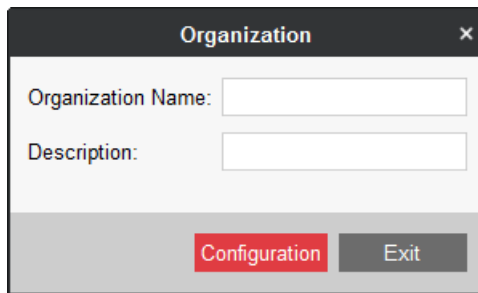 Organization ×
Organization Name:
Description:
Configuration Exit